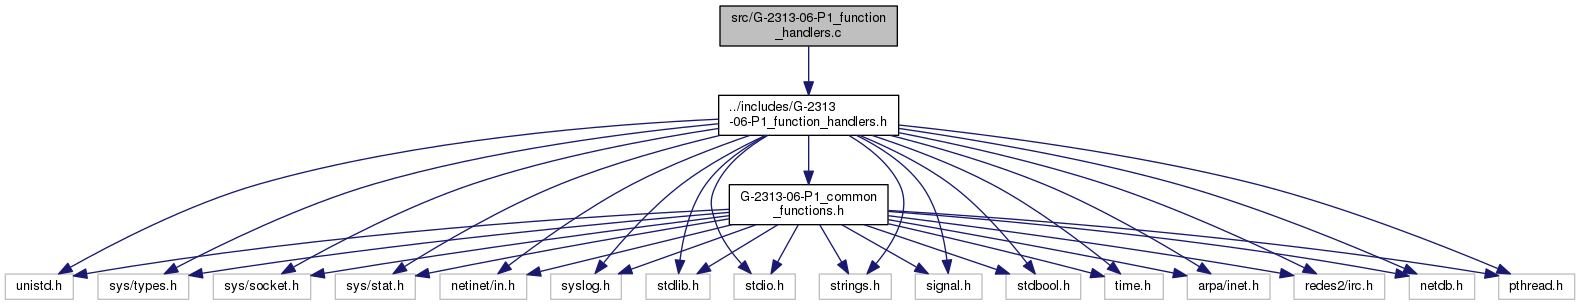 src/G-2313-06-P1_function
_handlers.c
../includes/G-2313
-06-P1_function_handlers.h
G-2313-06-P1_common
_functions.h
unistd.h
sys/types.h
sys/socket.h
sys/stat.h
netinet/in.h
syslog.h
stdlib.h
stdio.h
strings.h
signal.h
stdbool.h
time.h
arpa/inet.h
redes2/irc.h
netdb.h
pthread.h